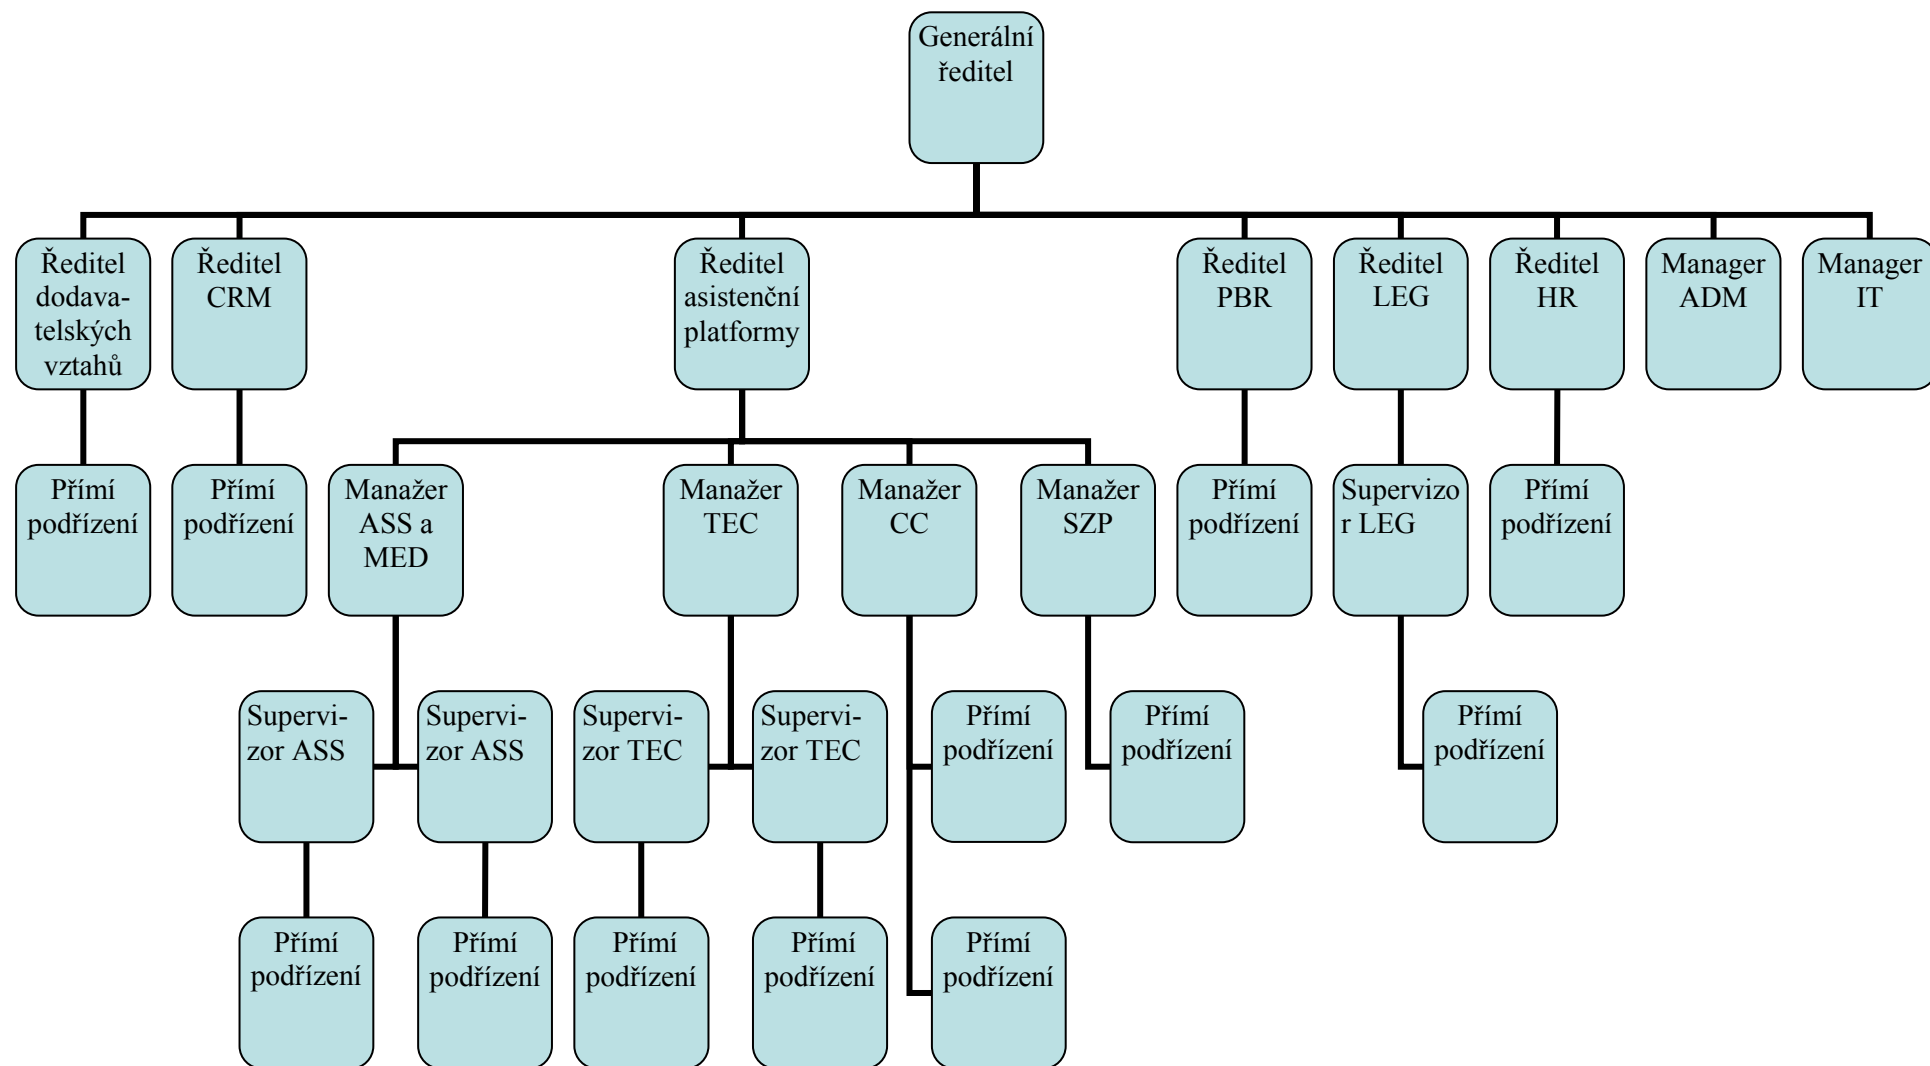 Generální
ředitel
Ředitel
dodava-
telských
vztahů
Ředitel
CRM
Ředitel
asistenční
platformy
Ředitel
PBR
Ředitel
LEG
Ředitel
HR
Manager
ADM
Manager
IT
Přímí
podřízení
Přímí
podřízení
Manažer
ASS a
MED
Manažer
TEC
Manažer
CC
Manažer
SZP
Přímí
podřízení
Supervizo
r LEG
Přímí
podřízení
Supervi-
zor ASS
Supervi-
zor ASS
Supervi-
zor TEC
Supervi-
zor TEC
Přímí
podřízení
Přímí
podřízení
Přímí
podřízení
Přímí
podřízení
Přímí
podřízení
Přímí
podřízení
Přímí
podřízení
Přímí
podřízení